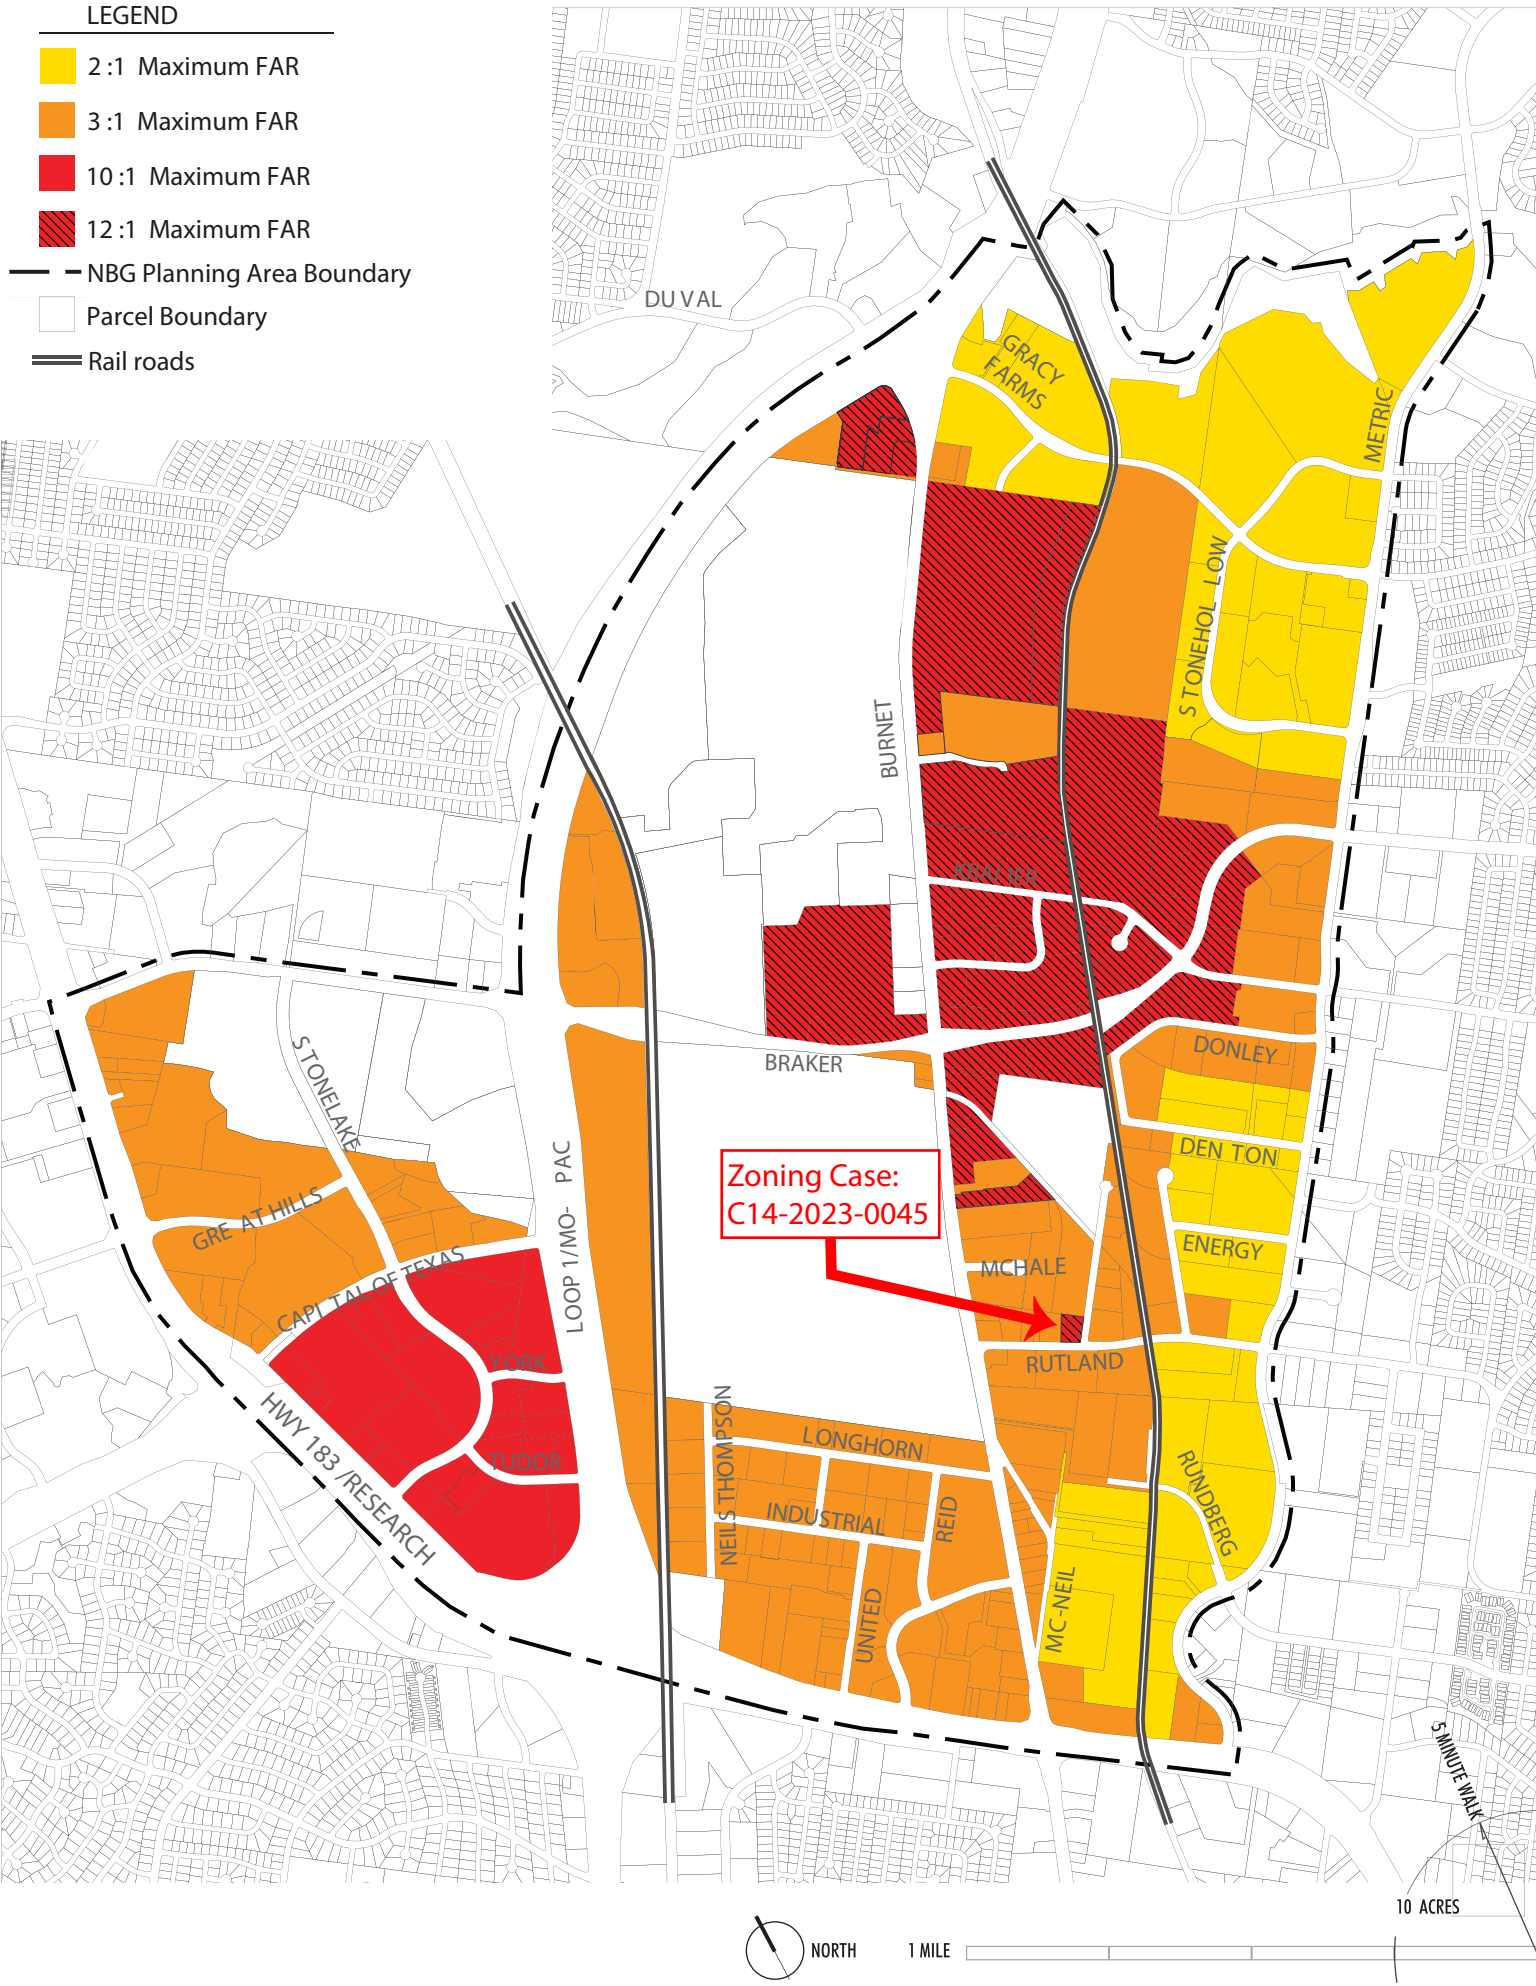 LEGEND
2 :1 Maximum FAR
3 :1 Maximum FAR
10 :1 Maximum FAR
12 :1 Maximum FAR
NBG Planning Area Boundary
Parcel Boundary
Rail roads
DU VAL
GRACY
FARMS
METRIC
S TONEHOL LOW
BURNET
KRAMER
BRAKER
DONLEY
S TONELAKE
DEN TON
LOOP 1/MO- PAC
Zoning Case:
C14-2023-0045
GRE AT HILLS
ENERGY
CAPI TAL OF TEXAS
MCHALE
YORK
RUTLAND
HWY 183 /RESEARCH
NEILS THOMPSON
LONGHORN
TUDOR
RUNDBERG
INDUSTRIAL
REID
UNITED
MC-NEIL
5 MINUTE WALK
10 ACRES
NORTH
1 MILE